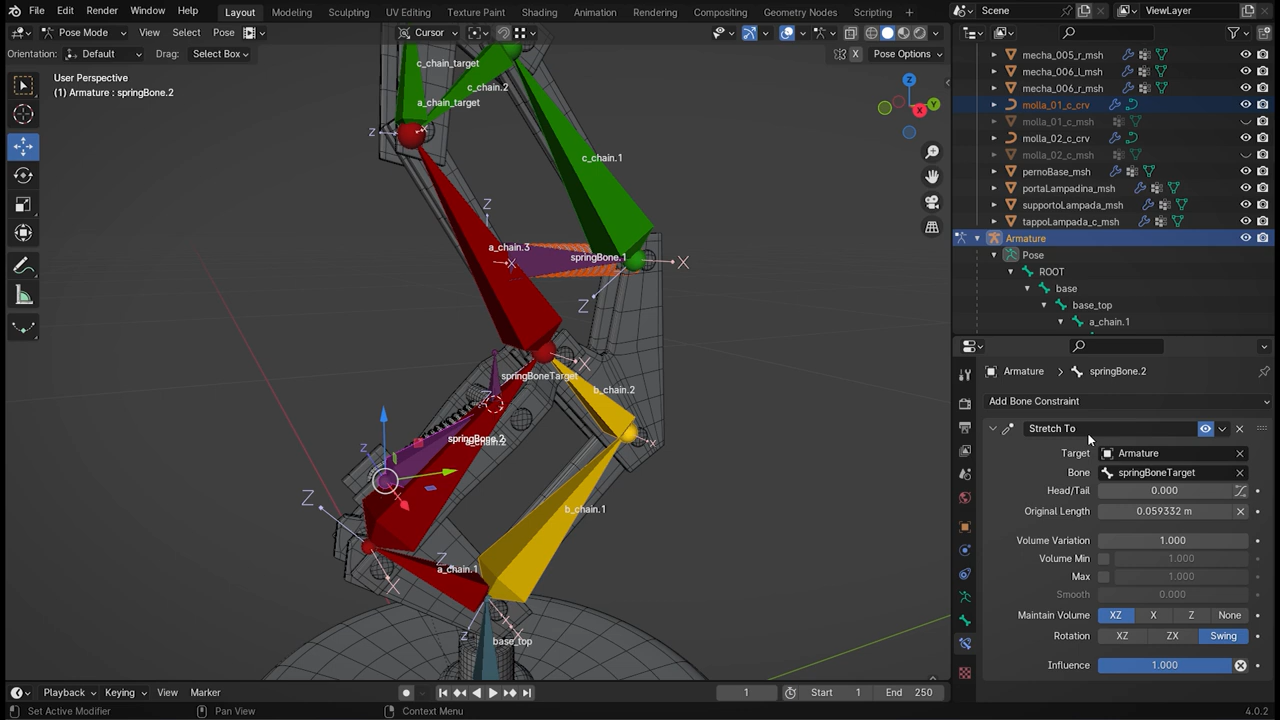 File Edit Render Window Help Layout Modeling Sculpting UV Editing Texture Paint Shading Animation Rendering Compositing Geometry Nodes Scripting + Scene ViewLayer
Pose Mode View Select Pose Cursor
Orientation: Default Drag: Select Box X Pose Options
User Perspective
(1) Armature : springBone.2
c_chain_target
c_chain.2
a_chain_target
Z
c_chain.1
Z
a_chain.3
X
springBone.1
X
Z
X
springBoneTarget
b_chain.2
Z
springBone.2
a_chain.2
X
Z
Z
b_chain.1
Z
a_chain.1
X
Z
X
base_top
Z
Y
X
mecha_005_r_msh
mecha_006_l_msh
mecha_006_r_msh
molla_01_c_crv
molla_01_c_msh
molla_02_c_crv
molla_02_c_msh
pernoBase_msh
portaLampadina_msh
supportoLampada_msh
tappoLampada_c_msh
Armature
Pose
ROOT
base
base_top
a_chain.1
Armature springBone.2
Add Bone Constraint
Stretch To
Target Armature
Bone springBoneTarget
Head/Tail 0.000
Original Length 0.059332 m
Volume Variation 1.000
Volume Min 1.000
Max 1.000
Smooth 0.000
Maintain Volume XZ X Z None
Rotation XZ ZX Swing
Influence 1.000
Playback Keying View Marker 1 Start 1 End 250
Set Active Modifier Pan View Context Menu 4.0.2